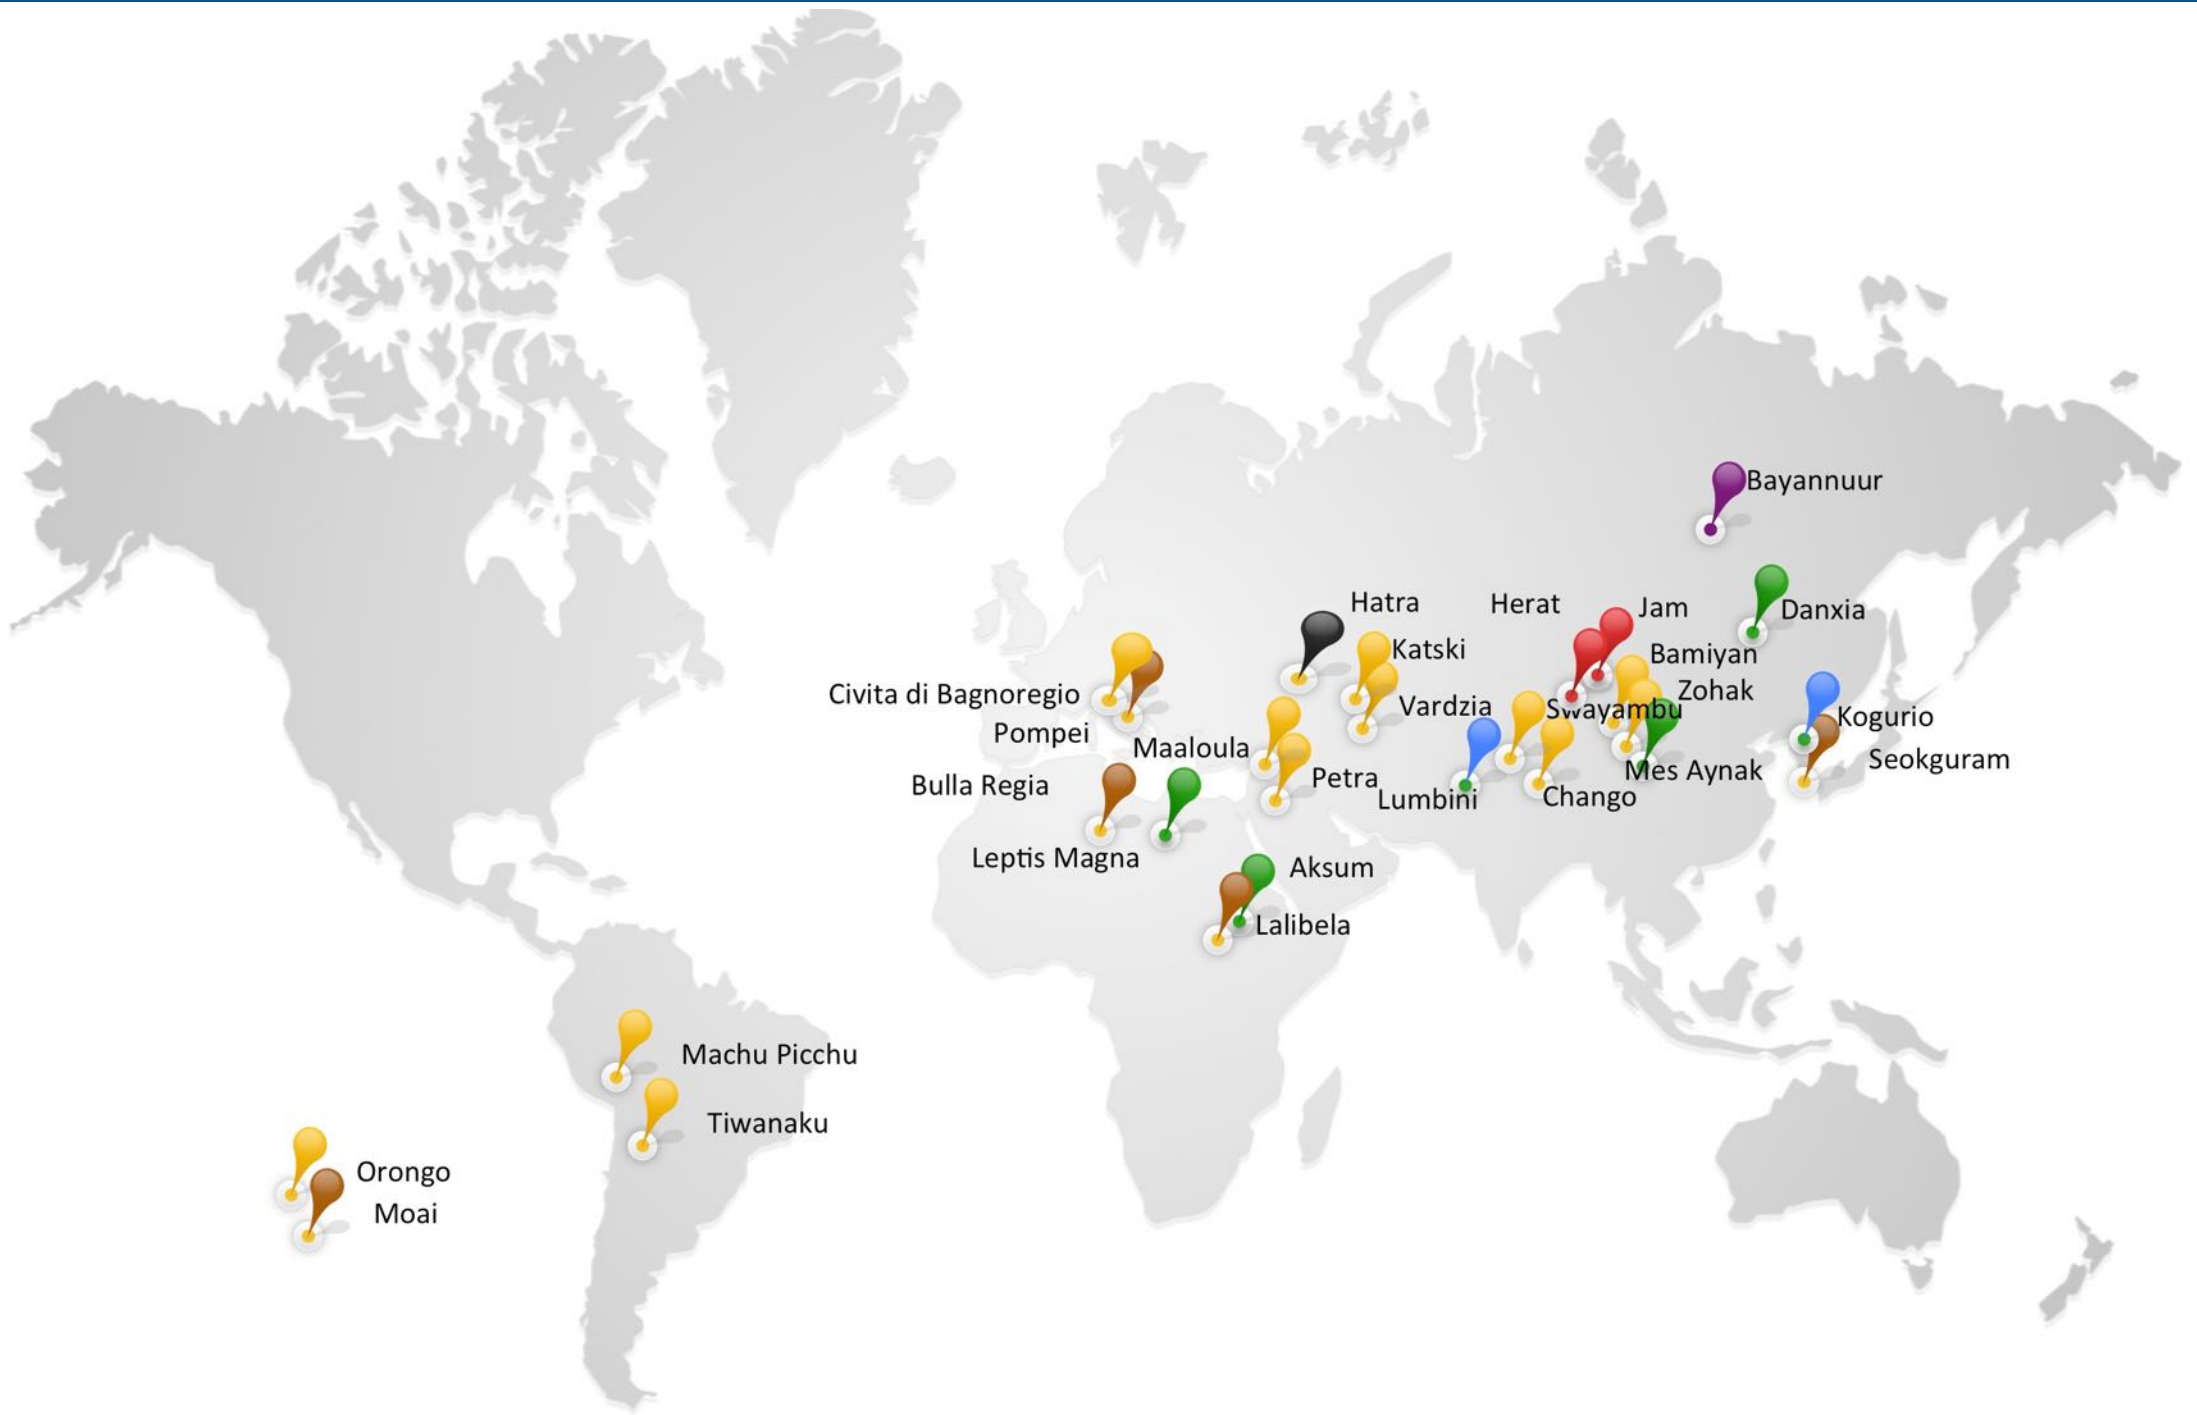 Bayannuur
Hatra
Herat
Jam
Danxia
Katski
Bamiyan
Civita di Bagnoregio
Zohak
Vardzia
Swayambu
Kogurio
Pompei
Maaloula
Seokguram
Petra
Mes Aynak
Bulla Regia
Lumbini
Chango
Leptis Magna
Aksum
Lalibela
Machu Picchu
Tiwanaku
Orongo
Moai